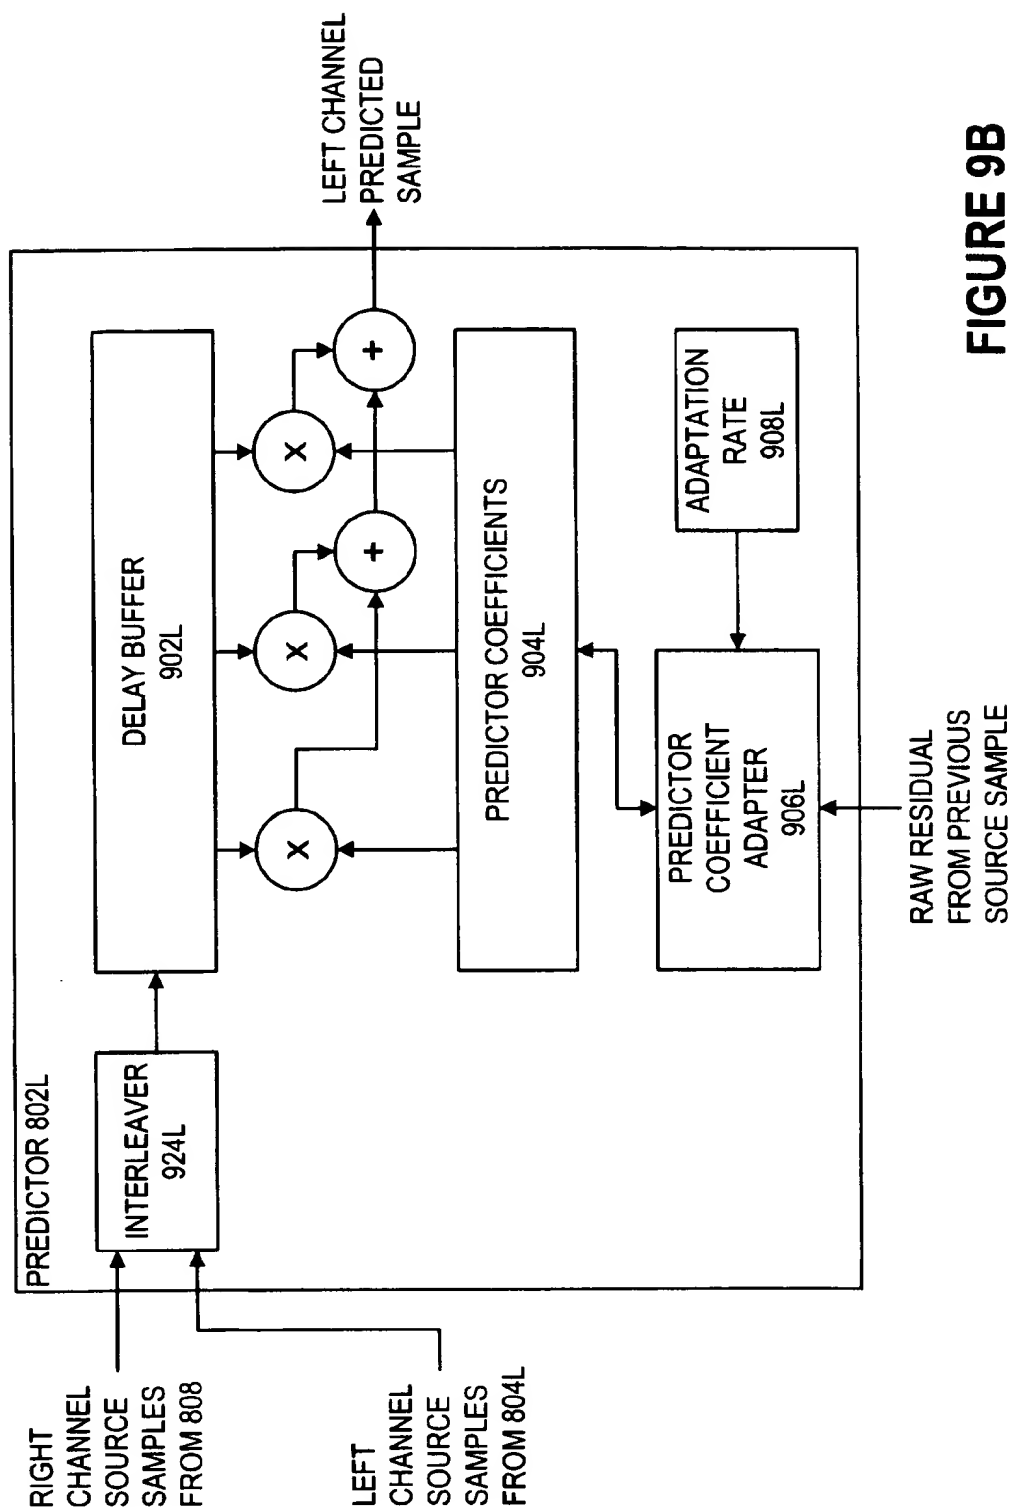 PREDICTOR 802L
RIGHT
CHANNEL
SOURCE
SAMPLES
FROM 808
LEFT
CHANNEL
SOURCE
SAMPLES
FROM 804L
INTERLEAVER
924L
DELAY BUFFER
902L
X
X
X
+
+
LEFT CHANNEL
PREDICTED
SAMPLE
PREDICTOR COEFFICIENTS
904L
PREDICTOR
COEFFICIENT
ADAPTER
906L
ADAPTATION
RATE
908L
RAW RESIDUAL
FROM PREVIOUS
SOURCE SAMPLE
FIGURE 9B